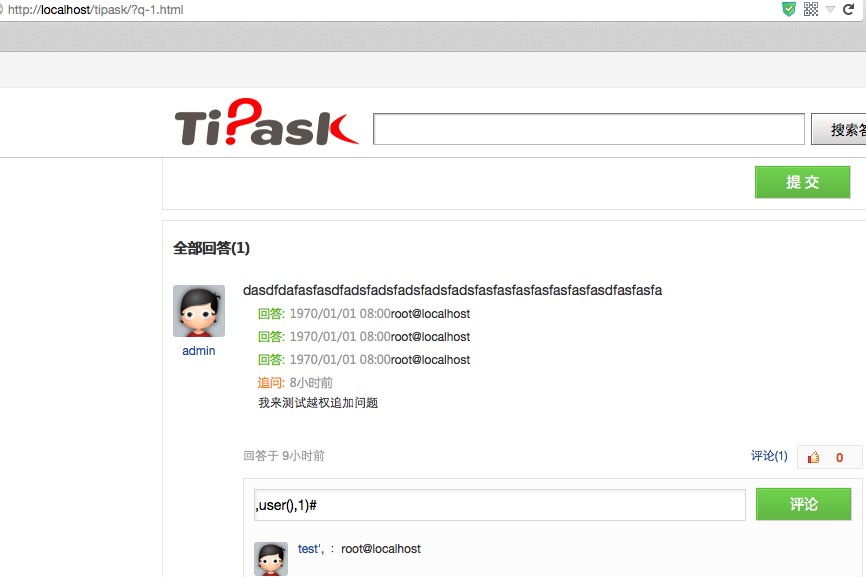 http://localhost/tipask/?q-1.html
Ti?ask
搜索答
提 交
全部回答(1)
dasdfdafasfasdfadsfadsfadsfadsfadsfasfasfasfasfasfasfasdfasfasfa
回答: 1970/01/01 08:00root@localhost
回答: 1970/01/01 08:00root@localhost
回答: 1970/01/01 08:00root@localhost
admin
追问: 8小时前
我来测试越权追加问题
回答于 9小时前
评论(1)
0
,user(),1)#
评论
test', : root@localhost